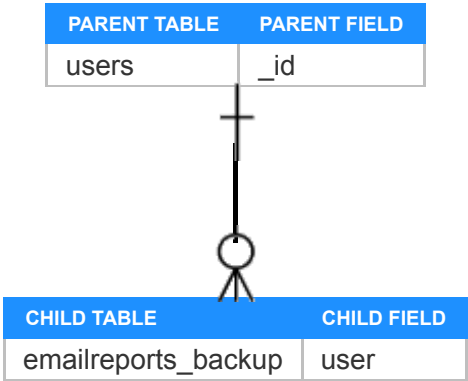 PARENT TABLE PARENT FIELD
users _id
CHILD TABLE CHILD FIELD
emailreports_backup user